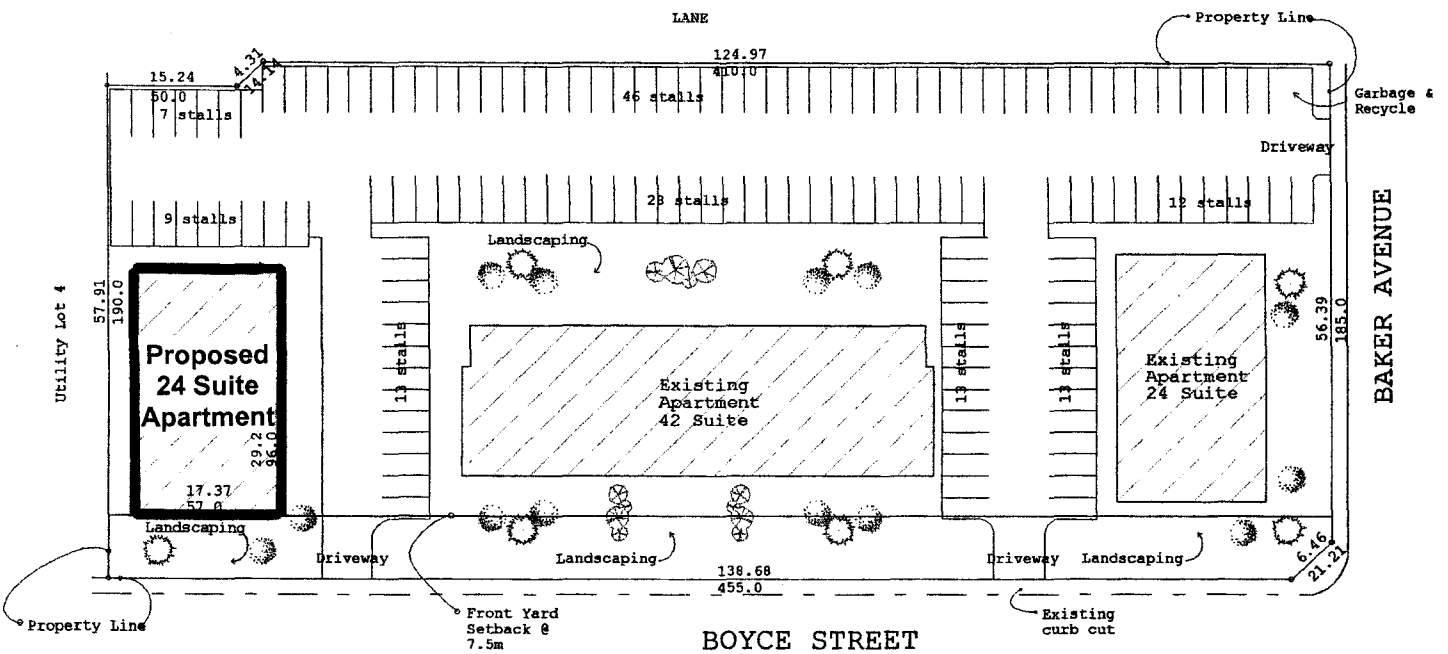 LANE
Property Line
124.97
410.0
4.31
14.14
15.24
50.0
7 stalls
46 stalls
Garbage &
Recycle
Driveway
9 stalls
28 stalls
12 stalls
Landscaping
Utility Lot 4
57.91
190.0
Proposed
24 Suite
Apartment
29.2
96.0
17.37
57.0
13 stalls
Existing
Apartment
42 Suite
13 stalls
13 stalls
Existing
Apartment
24 Suite
56.39
185.0
BAKER AVENUE
Landscaping
Driveway
Landscaping
Driveway
Landscaping
6.46
21.21
138.68
455.0
Property Line
Front Yard
Setback @
7.5m
BOYCE STREET
Existing
curb cut